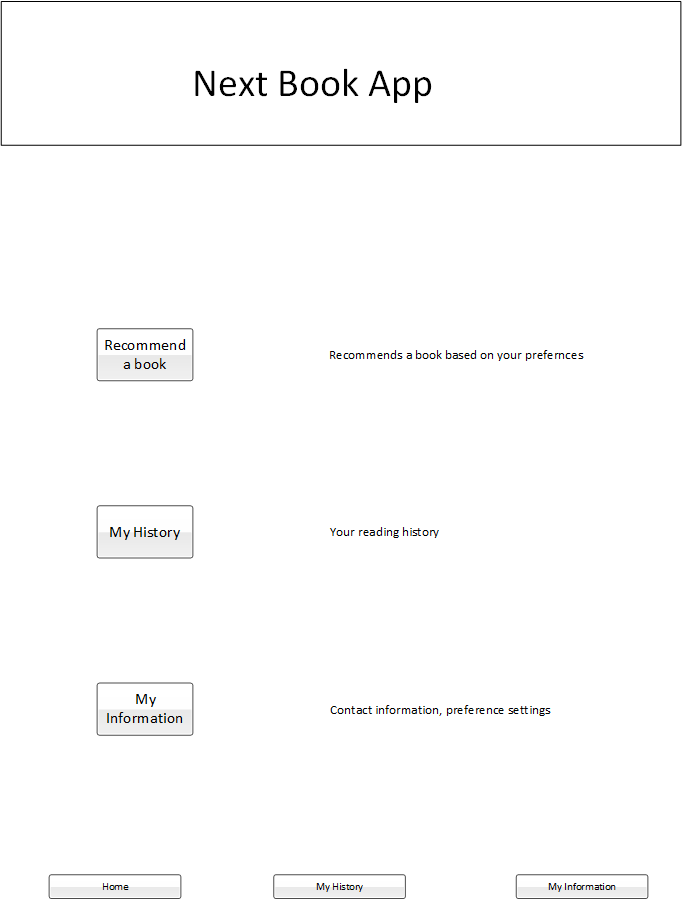 Next Book App
Recommend
a book
Recommends a book based on your prefernces
My History
Your reading history
My
Information
Contact information, preference settings
Home
My History
My Information